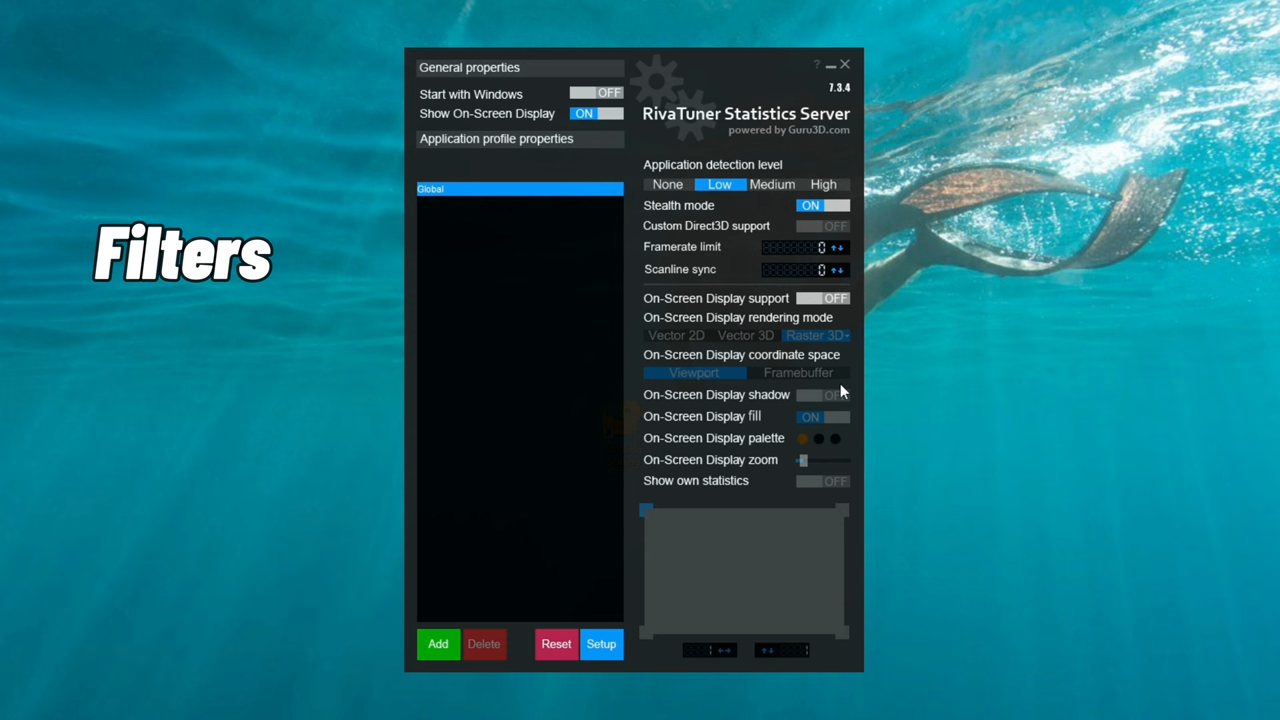 Filters
General properties
Start with Windows OFF
Show On-Screen Display ON
Application profile properties
Global
Add Delete Reset Setup
?
7.3.4
RivaTuner Statistics Server
powered by Guru3D.com
Application detection level
None Low Medium High
Stealth mode ON
Custom Direct3D support OFF
Framerate limit 0
Scanline sync 0
On-Screen Display support OFF
On-Screen Display rendering mode
Vector 2D Vector 3D Raster 3D
On-Screen Display coordinate space
Viewport Framebuffer
On-Screen Display shadow OFF
On-Screen Display fill ON
On-Screen Display palette
On-Screen Display zoom
Show own statistics OFF
1 1